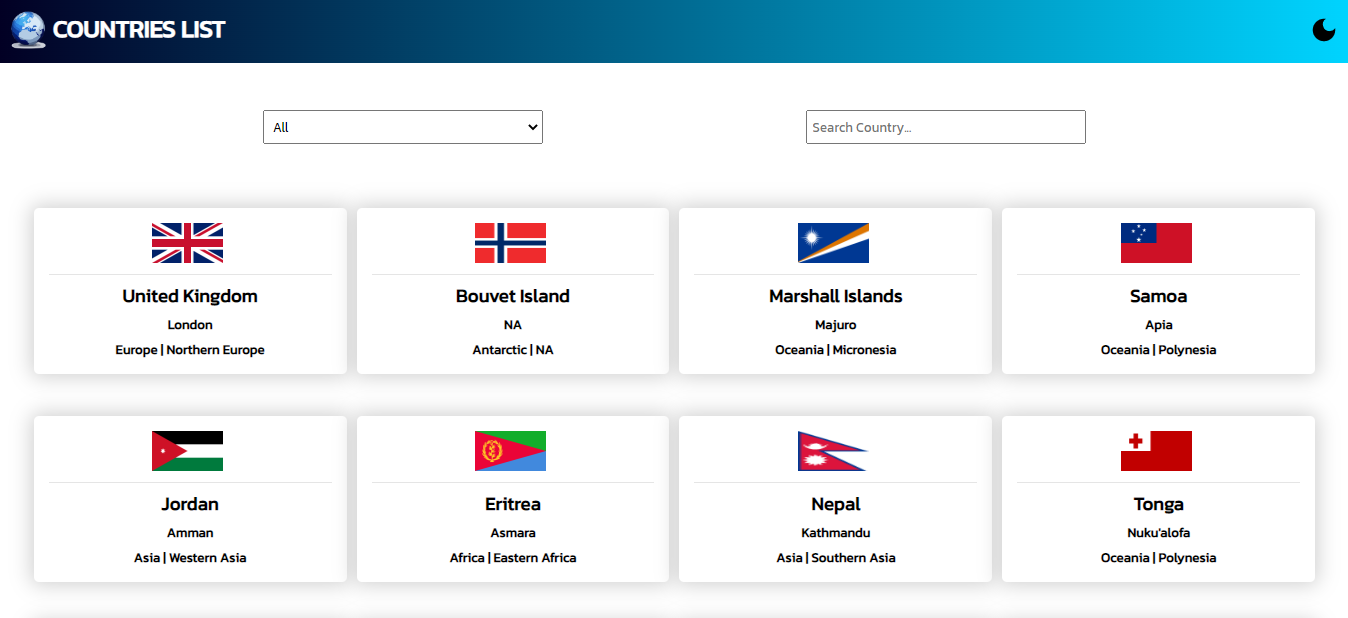 COUNTRIES LIST
All
Search Country...
United Kingdom
London
Europe | Northern Europe
Bouvet Island
NA
Antarctic | NA
Marshall Islands
Majuro
Oceania | Micronesia
Samoa
Apia
Oceania | Polynesia
Jordan
Amman
Asia | Western Asia
Eritrea
Asmara
Africa | Eastern Africa
Nepal
Kathmandu
Asia | Southern Asia
Tonga
Nuku'alofa
Oceania | Polynesia